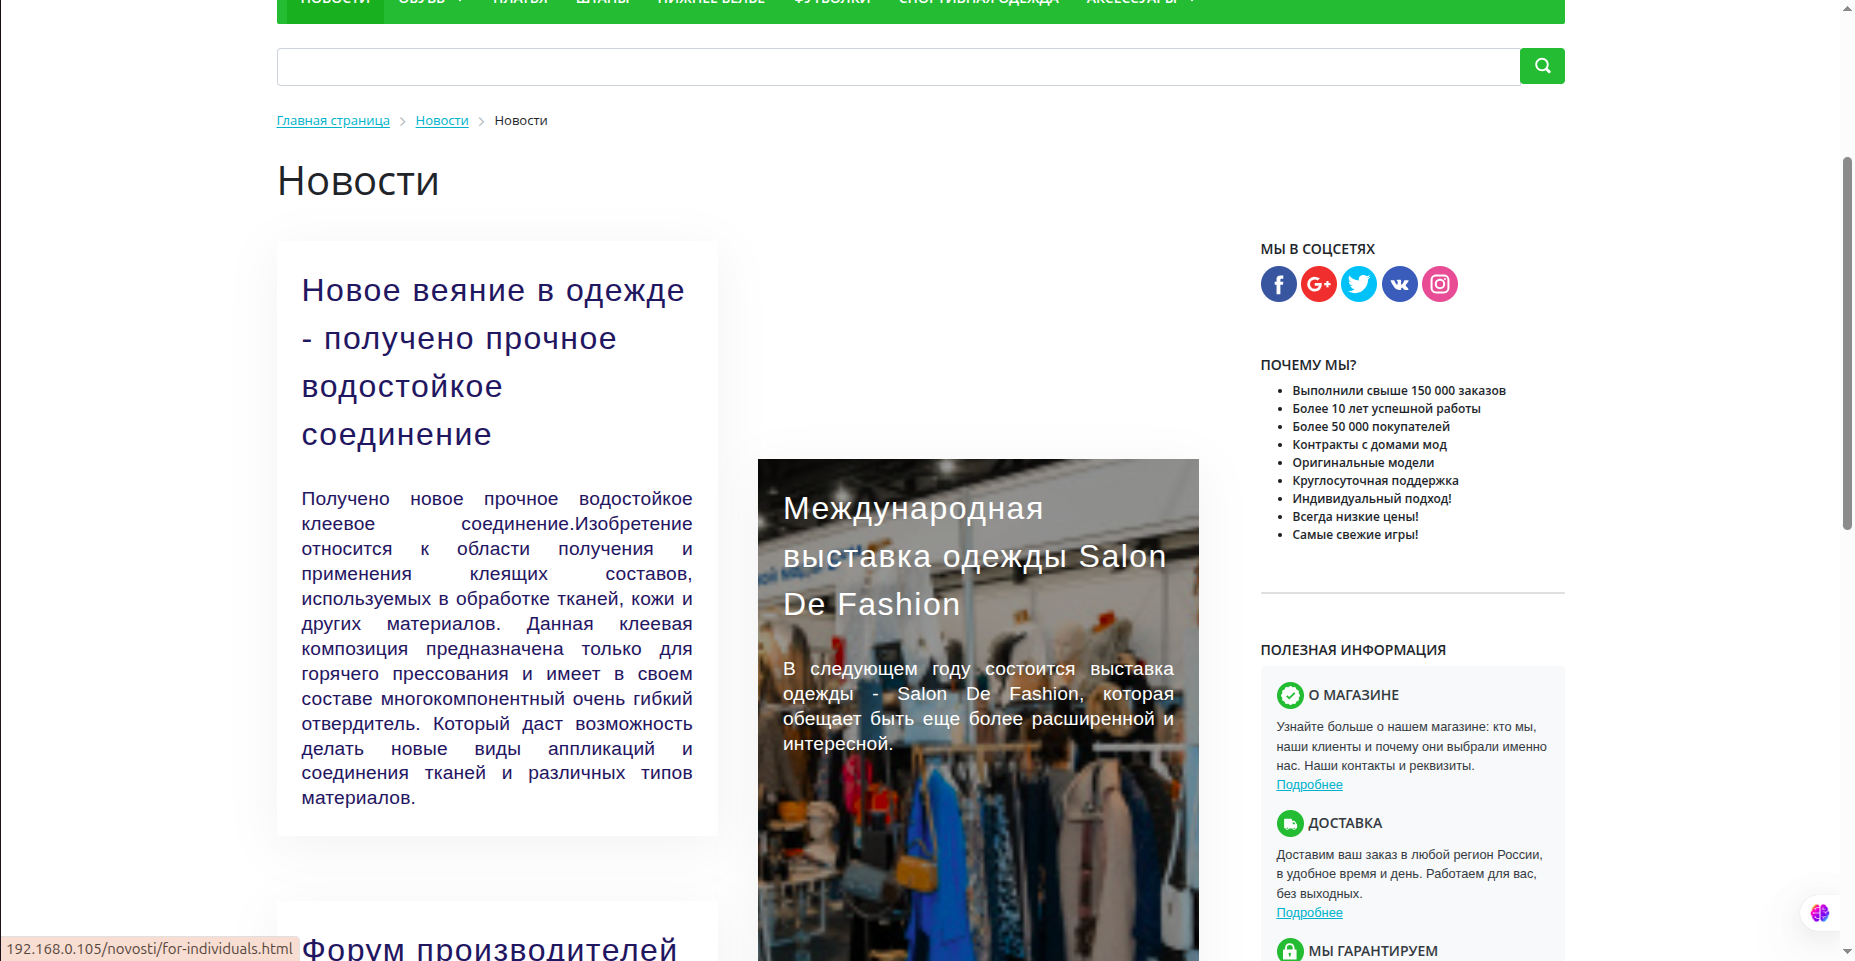 НОВОСТИ ОБУВЬ ПЛАТЬЯ ШТАНЫ НИЖНЕЕ БЕЛЬЕ ФУТБОЛКИ СПОРТИВНАЯ ОДЕЖДА АКСЕССУАРЫ
Главная страница > Новости > Новости
Новости
Новое веяние в одежде
- получено прочное
водостойкое
соединение
Получено новое прочное водостойкое
клеевое соединение.Изобретение
относится к области получения и
применения клеящих составов,
используемых в обработке тканей, кожи и
других материалов. Данная клеевая
композиция предназначена только для
горячего прессования и имеет в своем
составе многокомпонентный очень гибкий
отвердитель. Который даст возможность
делать новые виды аппликаций и
соединения тканей и различных типов
материалов.
Форум производителей
Международная
выставка одежды Salon
De Fashion
В следующем году состоится выставка
одежды - Salon De Fashion, которая
обещает быть еще более расширенной и
интересной.
МЫ В СОЦСЕТЯХ
ПОЧЕМУ МЫ?
• Выполнили свыше 150 000 заказов
• Более 10 лет успешной работы
• Более 50 000 покупателей
• Контракты с домами мод
• Оригинальные модели
• Круглосуточная поддержка
• Индивидуальный подход!
• Всегда низкие цены!
• Самые свежие игры!
ПОЛЕЗНАЯ ИНФОРМАЦИЯ
О МАГАЗИНЕ
Узнайте больше о нашем магазине: кто мы,
наши клиенты и почему они выбрали именно
нас. Наши контакты и реквизиты.
Подробнее
ДОСТАВКА
Доставим ваш заказ в любой регион России,
в удобное время и день. Работаем для вас,
без выходных.
Подробнее
МЫ ГАРАНТИРУЕМ
192.168.0.105/novosti/for-individuals.html